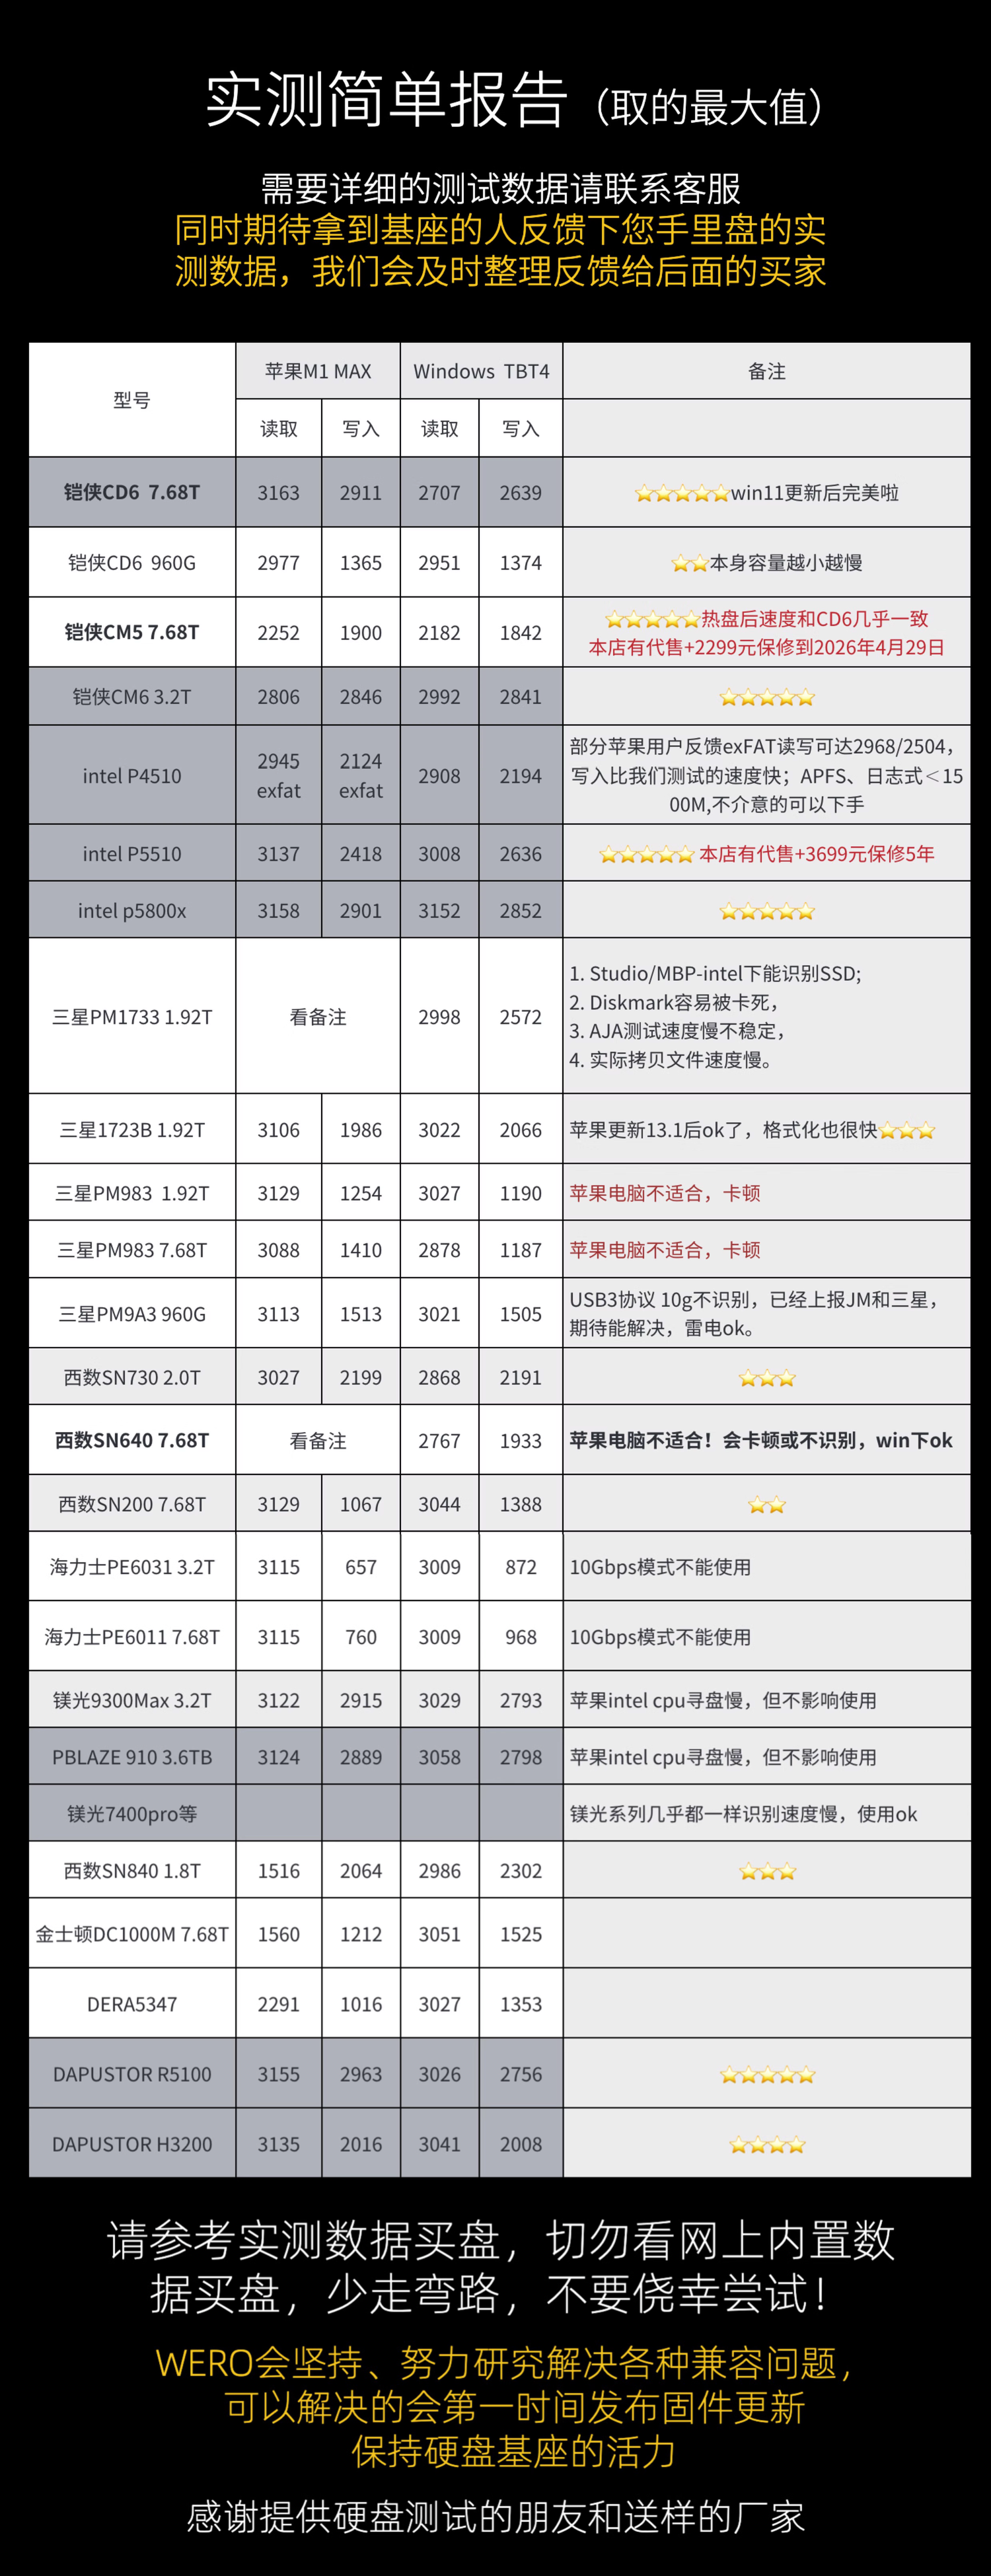 实测简单报告（取的最大值）
需要详细的测试数据请联系客服
同时期待拿到基座的人反馈下您手里盘的实
测数据，我们会及时整理反馈给后面的买家
型号 苹果M1 MAX Windows TBT4 备注
读取 写入 读取 写入
铠侠CD6 7.68T 3163 2911 2707 2639 ⭐⭐⭐⭐⭐win11更新后完美啦
铠侠CD6 960G 2977 1365 2951 1374 ⭐⭐本身容量越小越慢
铠侠CM5 7.68T 2252 1900 2182 1842 ⭐⭐⭐⭐⭐热盘后速度和CD6几乎一致
本店有代售+2299元保修到2026年4月29日
铠侠CM6 3.2T 2806 2846 2992 2841 ⭐⭐⭐⭐⭐
intel P4510 2945 exfat 2124 exfat 2908 2194 部分苹果用户反馈exFAT读写可达2968/2504，
写入比我们测试的速度快；APFS、日志式＜15
00M,不介意的可以下手
intel P5510 3137 2418 3008 2636 ⭐⭐⭐⭐⭐ 本店有代售+3699元保修5年
intel p5800x 3158 2901 3152 2852 ⭐⭐⭐⭐⭐
三星PM1733 1.92T 看备注 2998 2572 1. Studio/MBP-intel下能识别SSD;
2. Diskmark容易被卡死，
3. AJA测试速度慢不稳定，
4. 实际拷贝文件速度慢。
三星1723B 1.92T 3106 1986 3022 2066 苹果更新13.1后ok了，格式化也很快⭐⭐⭐
三星PM983 1.92T 3129 1254 3027 1190 苹果电脑不适合，卡顿
三星PM983 7.68T 3088 1410 2878 1187 苹果电脑不适合，卡顿
三星PM9A3 960G 3113 1513 3021 1505 USB3协议 10g不识别，已经上报JM和三星，
期待能解决，雷电ok。
西数SN730 2.0T 3027 2199 2868 2191 ⭐⭐⭐
西数SN640 7.68T 看备注 2767 1933 苹果电脑不适合！会卡顿或不识别，win下ok
西数SN200 7.68T 3129 1067 3044 1388 ⭐⭐
海力士PE6031 3.2T 3115 657 3009 872 10Gbps模式不能使用
海力士PE6011 7.68T 3115 760 3009 968 10Gbps模式不能使用
镁光9300Max 3.2T 3122 2915 3029 2793 苹果intel cpu寻盘慢，但不影响使用
PBLAZE 910 3.6TB 3124 2889 3058 2798 苹果intel cpu寻盘慢，但不影响使用
镁光7400pro等 镁光系列几乎都一样识别速度慢，使用ok
西数SN840 1.8T 1516 2064 2986 2302 ⭐⭐⭐
金士顿DC1000M 7.68T 1560 1212 3051 1525
DERA5347 2291 1016 3027 1353
DAPUSTOR R5100 3155 2963 3026 2756 ⭐⭐⭐⭐⭐
DAPUSTOR H3200 3135 2016 3041 2008 ⭐⭐⭐⭐
请参考实测数据买盘，切勿看网上内置数
据买盘，少走弯路，不要侥幸尝试！
WERO会坚持、努力研究解决各种兼容问题，
可以解决的会第一时间发布固件更新
保持硬盘基座的活力
感谢提供硬盘测试的朋友和送样的厂家